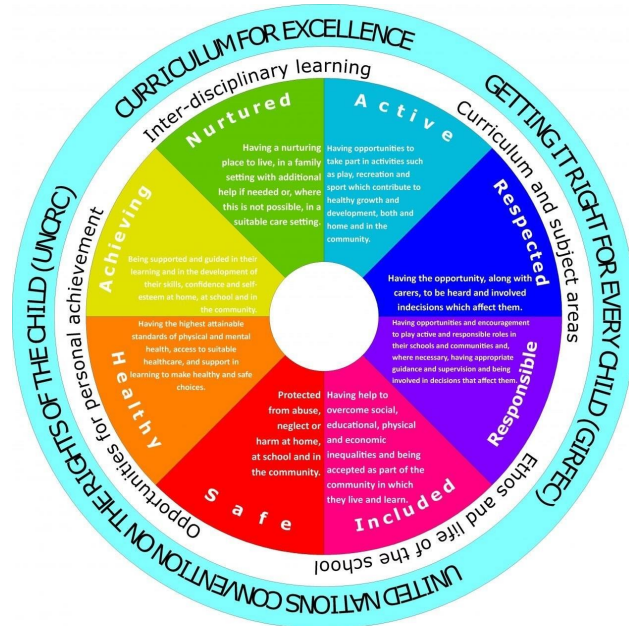 CURRICULUM FOR EXCELLENCE
GETTING IT RIGHT FOR EVERY CHILD (GIRFEC)
UNITED NATIONS CONVENTION ON THE RIGHTS OF THE CHILD (UNCRC)
Inter-disciplinary learning
Curriculum and subject areas
Ethos and life of the school
Opportunities for personal achievement
Nurtured
Having a nurturing
place to live, in a family
setting with additional
help if needed or, where
this is not possible, in a
suitable care setting.
Active
Having opportunities to
take part in activities such
as play, recreation and
sport which contribute to
healthy growth and
development, both and
home and in the
community.
Respected
Having the opportunity, along with
carers, to be heard and involved
indecisions which affect them.
Responsible
Having opportunities and encouragement
to play active and responsible roles in
their schools and communities and,
where necessary, having appropriate
guidance and supervision and being
involved in decisions that affect them.
Included
Having help to
overcome social,
educational, physical
and economic
inequalities and being
accepted as part of the
community in which
they live and learn.
Safe
Protected
from abuse,
neglect or
harm at home,
at school and in
the community.
Healthy
Having the highest attainable
standards of physical and mental
health, access to suitable
healthcare, and support in
learning to make healthy and safe
choices.
Achieving
Being supported and guided in their
learning and in the development of
their skills, confidence and self-
esteem at home, at school and in
the community.